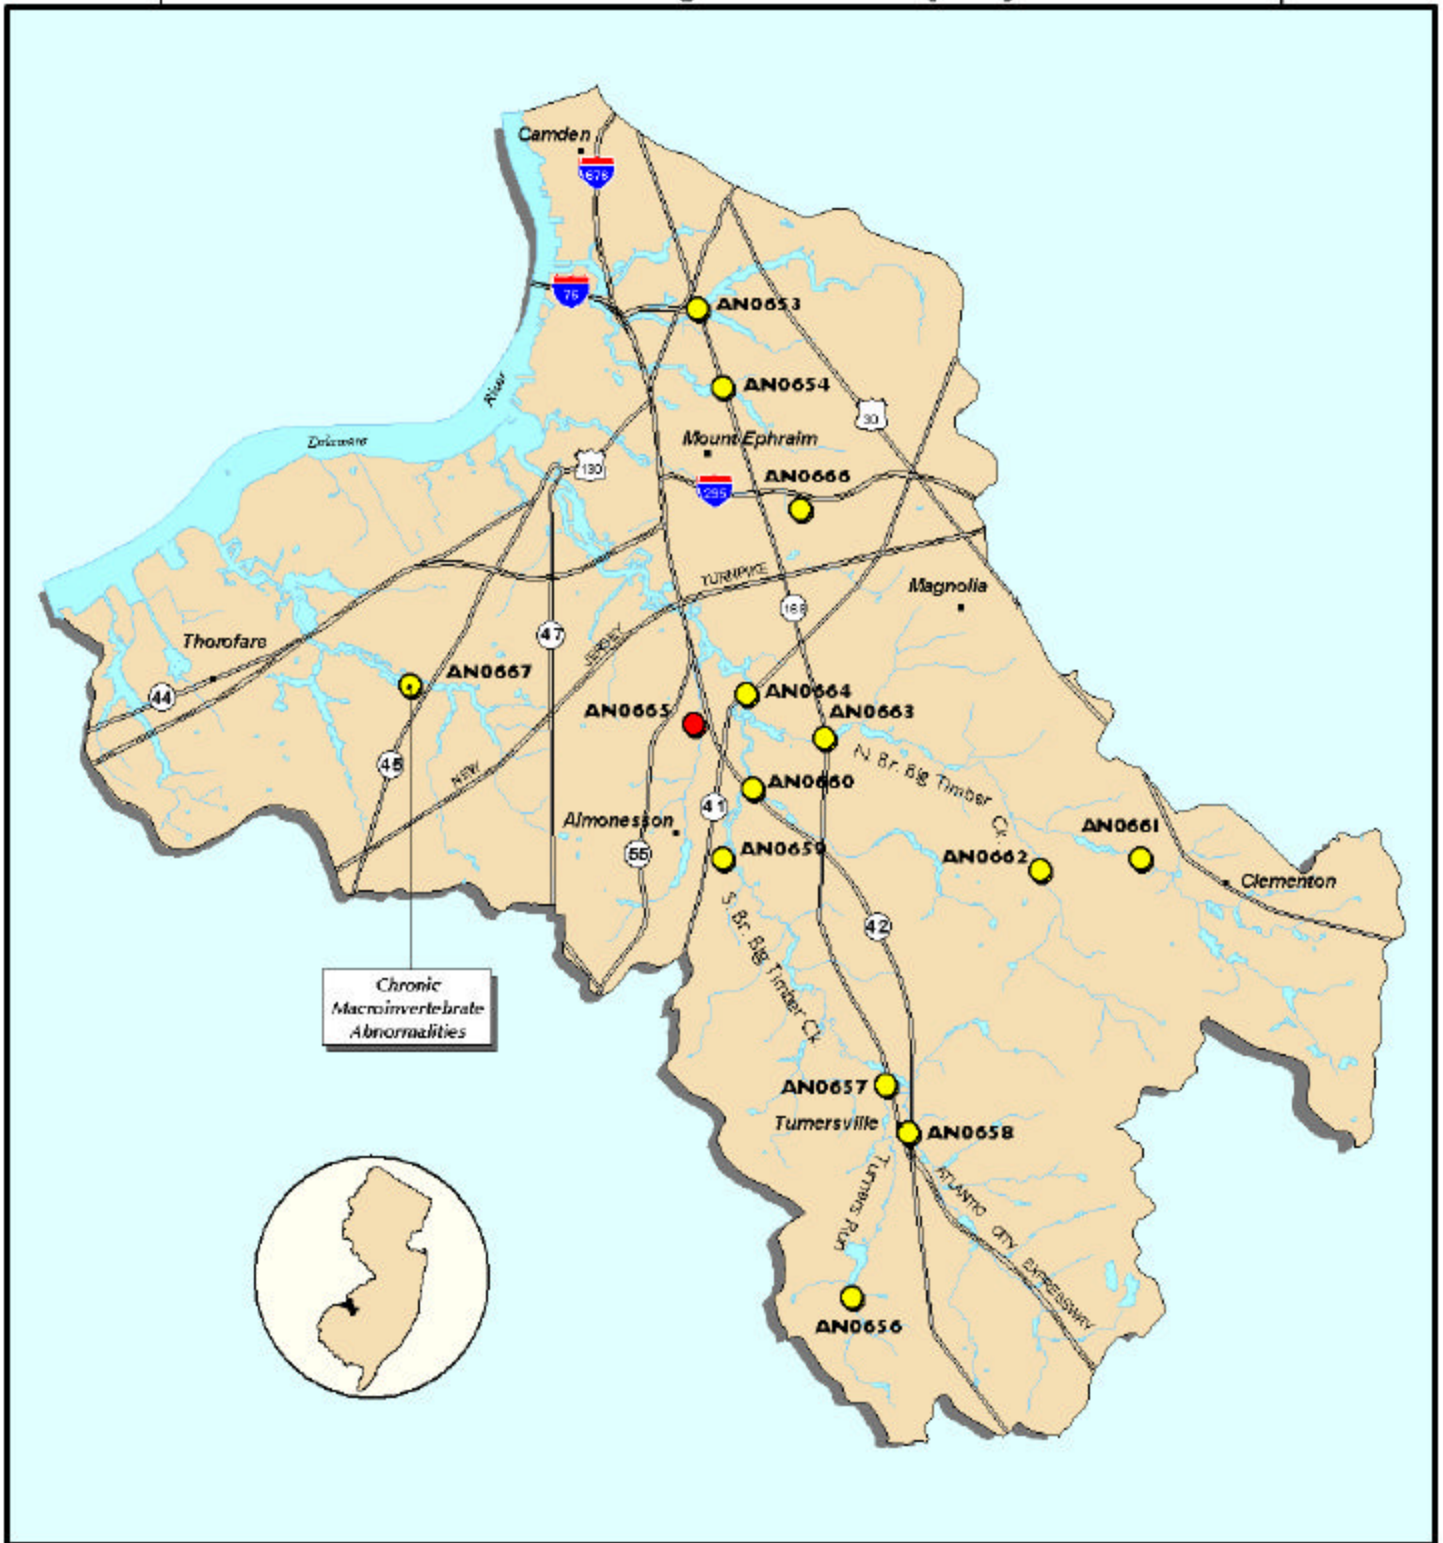 Camden
676
76
AN0653
River
AN0654
30
Delaware
Mount Ephraim
130
AN0666
295
TURNPIKE
Magnolia
168
47
JERSEY
Thorofare
AN0667
44
AN0664
AN0665
AN0663
N. Br. Big Timber Ck.
45
NEW
AN0660
41
Almonesson
AN0661
55
AN0659
AN0662
Clementon
S. Br. Big Timber Ck
42
Chronic
Macroinvertebrate
Abnormalities
AN0657
Turnersville
AN0658
Turners Run
ATLANTIC CITY EXPRESSWAY
AN0656